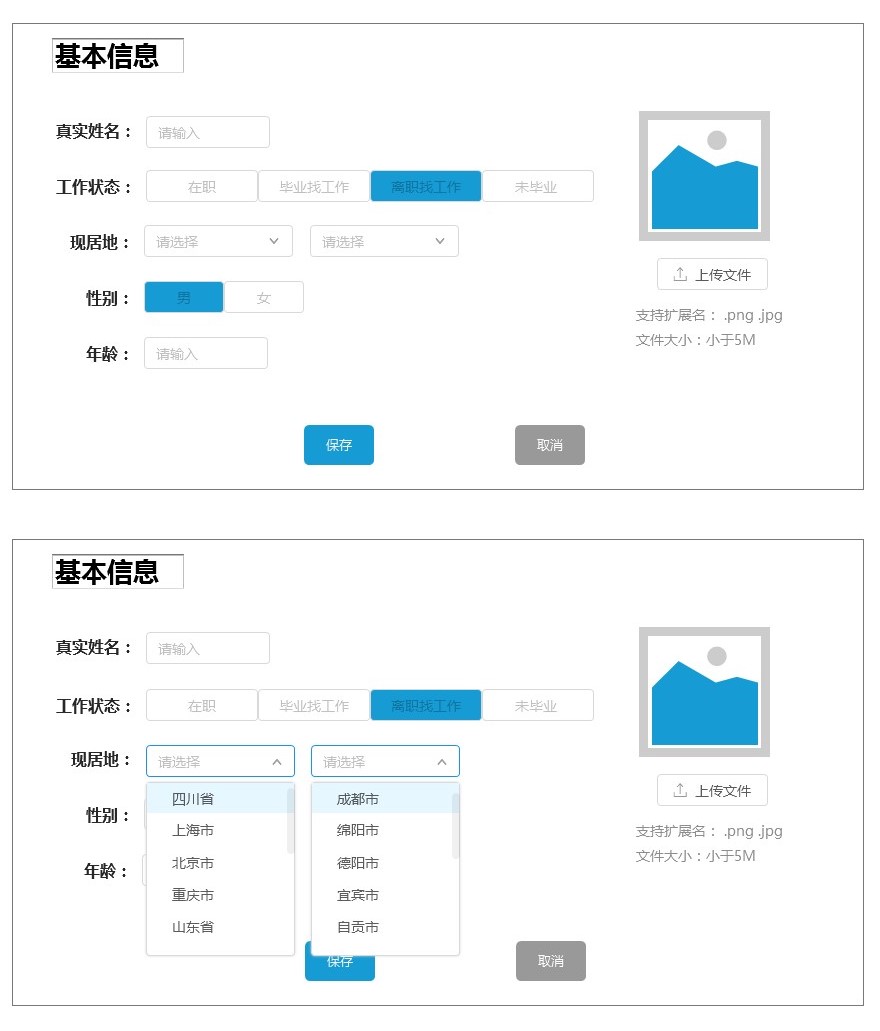 基本信息
真实姓名： 请输入
工作状态： 在职 毕业找工作 离职找工作 未毕业
现居地： 请选择 请选择
上传文件
性别： 男 女
支持扩展名： .png .jpg
文件大小：小于5M
年龄： 请输入
保存 取消
基本信息
真实姓名： 请输入
工作状态： 在职 毕业找工作 离职找工作 未毕业
现居地： 请选择 请选择
上传文件
四川省 成都市
性别：
上海市 绵阳市
支持扩展名： .png .jpg
文件大小：小于5M
北京市 德阳市
年龄：
重庆市 宜宾市
山东省 自贡市
保存 取消